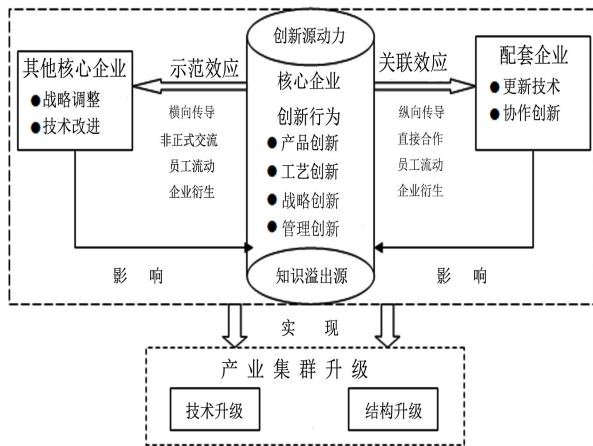 创新源动力
其他核心企业
●战略调整
●技术改进
示范效应
横向传导
非正式交流
员工流动
企业衍生
核心企业
创新行为
●产品创新
●工艺创新
●战略创新
●管理创新
关联效应
纵向传导
直接合作
员工流动
企业衍生
配套企业
●更新技术
●协作创新
影 响
知识溢出源
影 响
实 现
产业集群升级
技术升级
结构升级